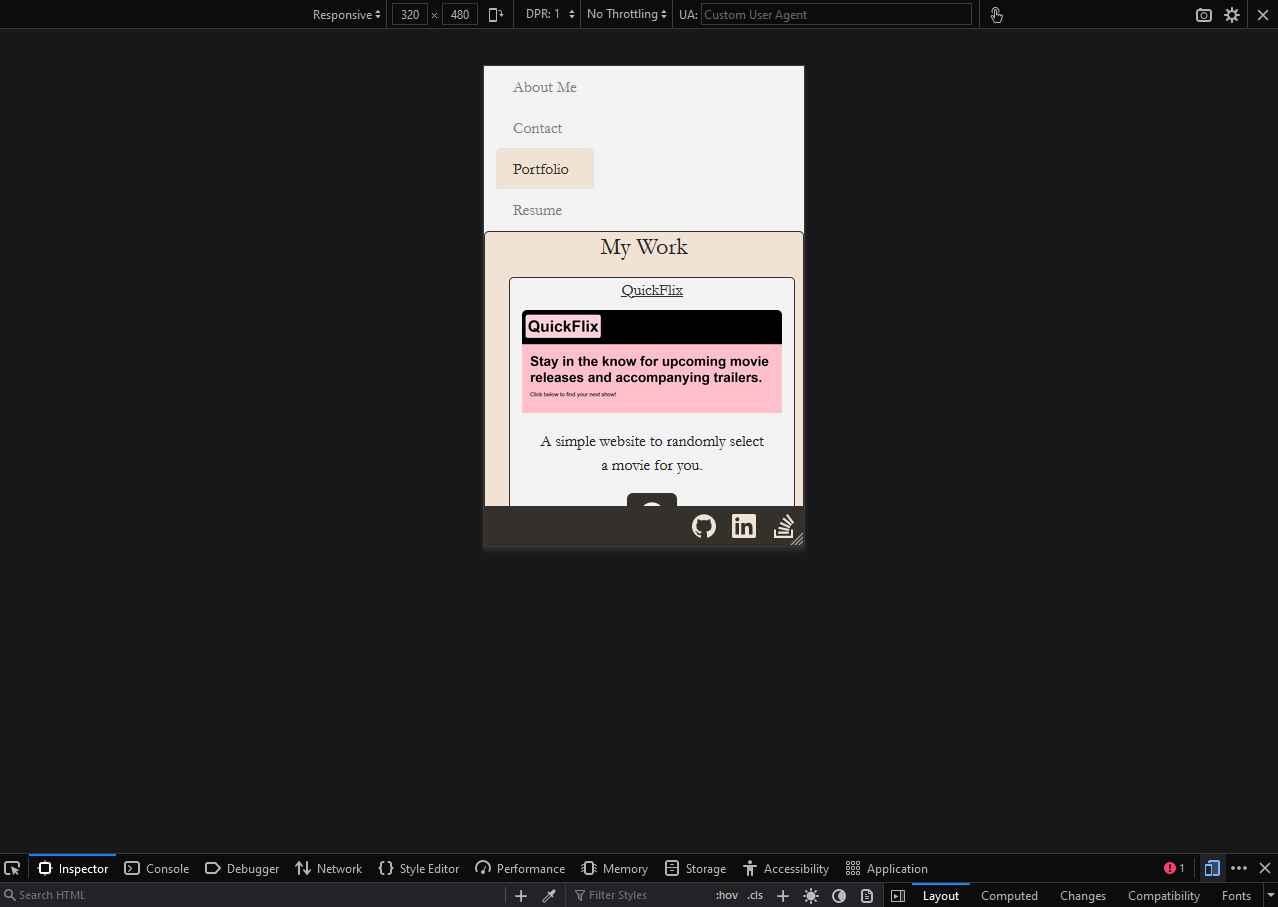 Responsive 320 × 480 DPR: 1 No Throttling UA: Custom User Agent
About Me
Contact
Portfolio
Resume
My Work
QuickFlix
QuickFlix
Stay in the know for upcoming movie
releases and accompanying trailers.
Click below to find your next show!
A simple website to randomly select
a movie for you.
in
Inspector Console Debugger Network Style Editor Performance Memory Storage Accessibility Application 1
Search HTML Filter Styles :hov .cls Layout Computed Changes Compatibility Fonts